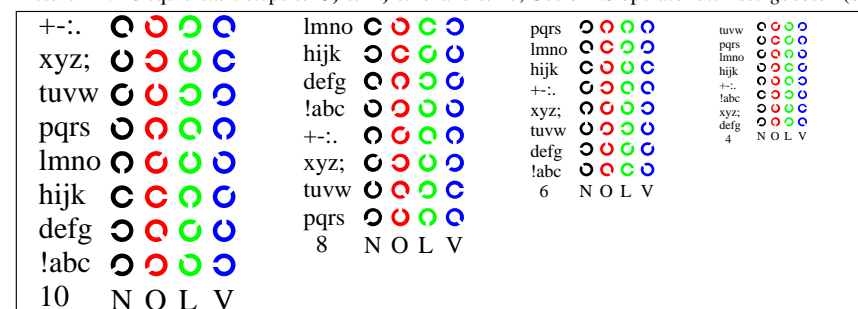 +-:.
xyz;
tuvw
pqrs
lmno
hijk
defg
!abc
10 N O L V
lmno
hijk
defg
!abc
+-:.
xyz;
tuvw
pqrs
8 N O L V
pqrs
lmno
hijk
+-:.
xyz;
tuvw
defg
!abc
6 N O L V
tuvw
pqrs
lmno
hijk
+-:.
!abc
xyz;
defg
4 N O L V